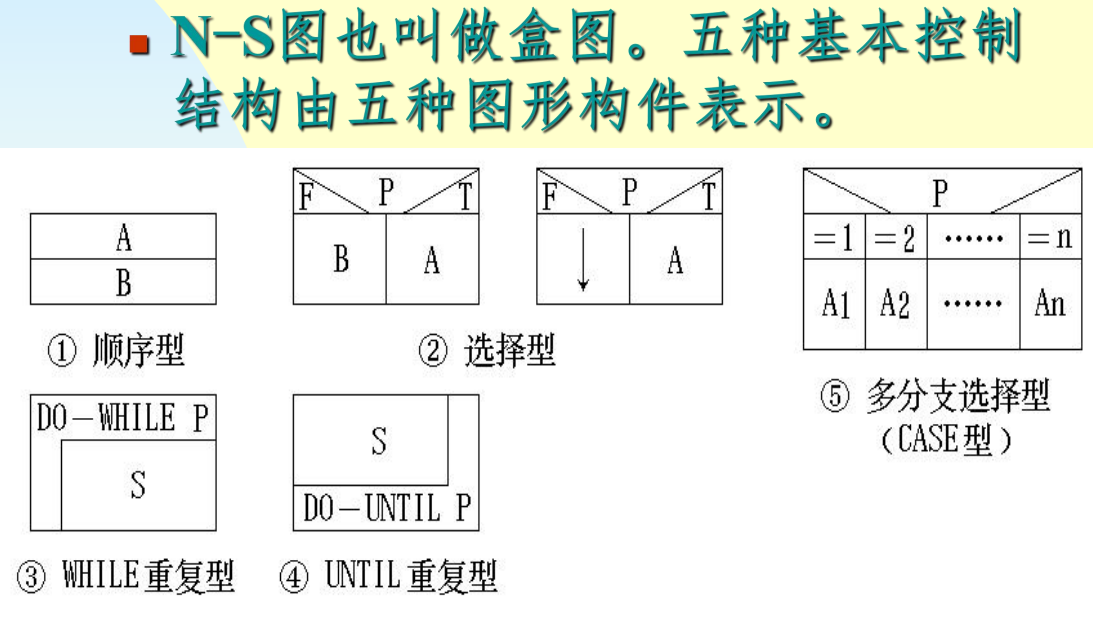 N-S图也叫做盒图。五种基本控制
结构由五种图形构件表示。
A
B
① 顺序型
F P T
B A
F P T
A
② 选择型
P
=1 =2 …… =n
A1 A2 …… An
⑤ 多分支选择型
（CASE型）
DO-WHILE P
S
③ WHILE重复型
S
DO-UNTIL P
④ UNTIL重复型